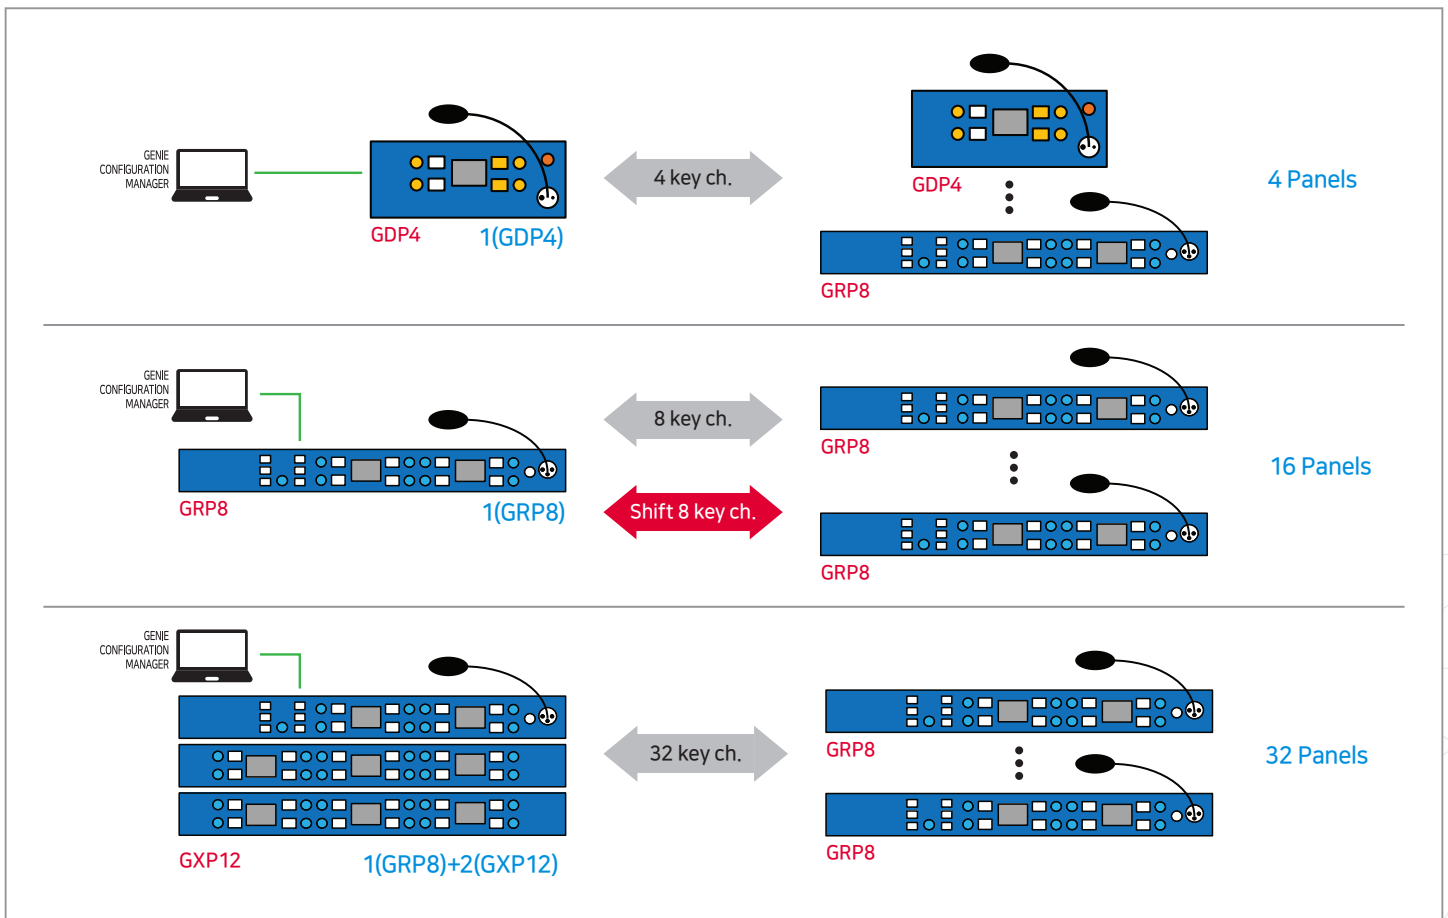 GENIE
CONFIGURATION
MANAGER
GDP4
1(GDP4)
4 key ch.
GDP4
GRP8
4 Panels
GENIE
CONFIGURATION
MANAGER
GRP8
1(GRP8)
8 key ch.
Shift 8 key ch.
GRP8
GRP8
16 Panels
GENIE
CONFIGURATION
MANAGER
GXP12
1(GRP8)+2(GXP12)
32 key ch.
GRP8
GRP8
32 Panels